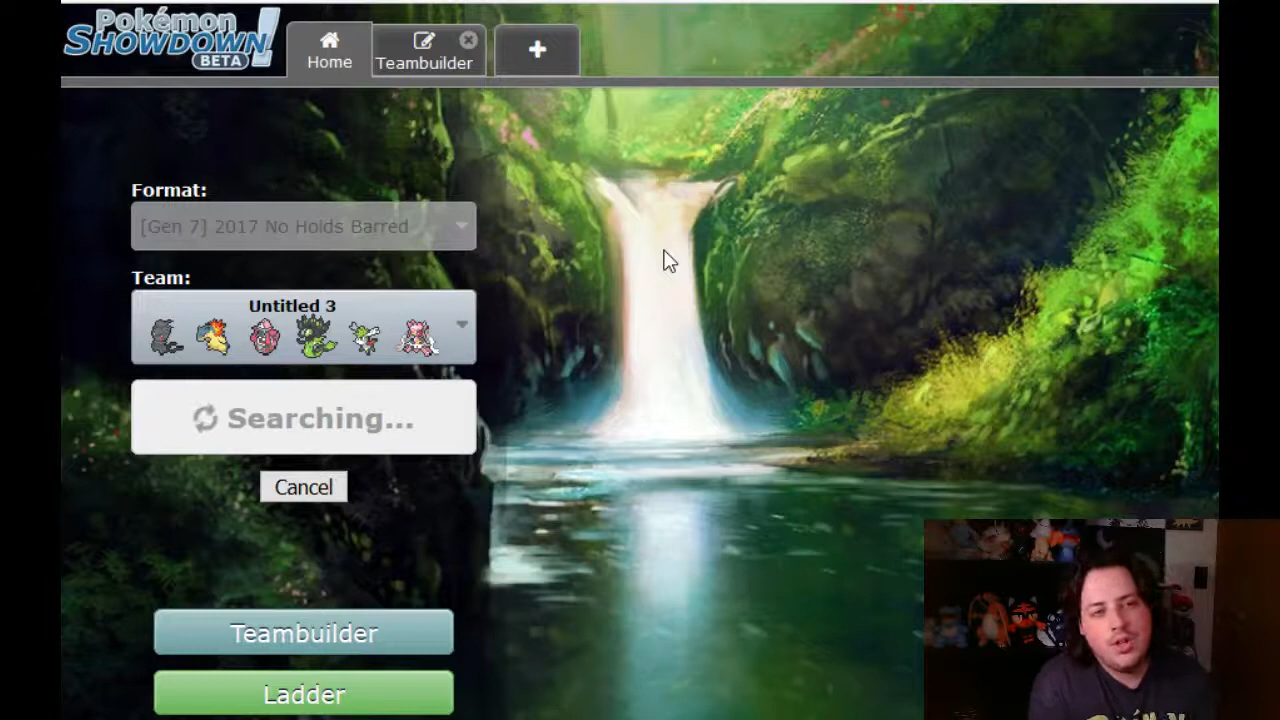 Pokémon
SHOWDOWN!
BETA
Home
Teambuilder
Format:
[Gen 7] 2017 No Holds Barred
Team:
Untitled 3
Searching...
Cancel
Teambuilder
Ladder